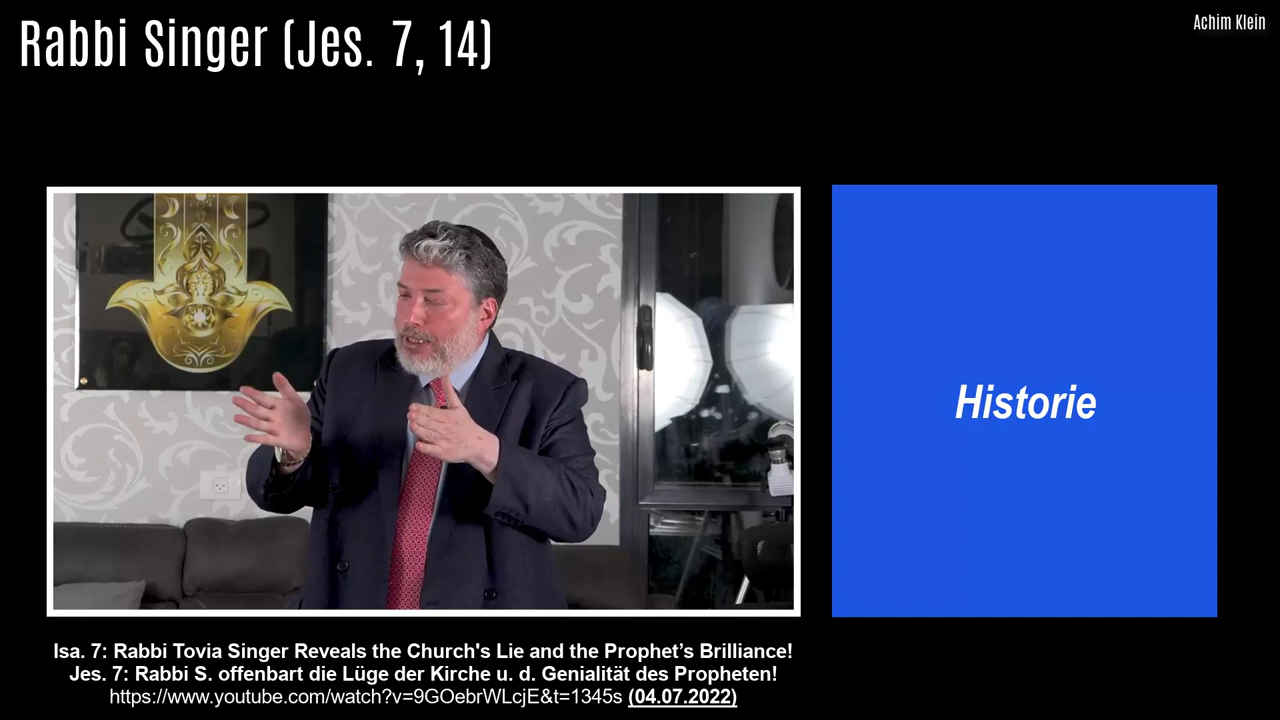 Rabbi Singer (Jes. 7, 14)
Achim Klein
Historie
Isa. 7: Rabbi Tovia Singer Reveals the Church's Lie and the Prophet’s Brilliance!
Jes. 7: Rabbi S. offenbart die Lüge der Kirche u. d. Genialität des Propheten!
https://www.youtube.com/watch?v=9GOebrWLcjE&t=1345s (04.07.2022)